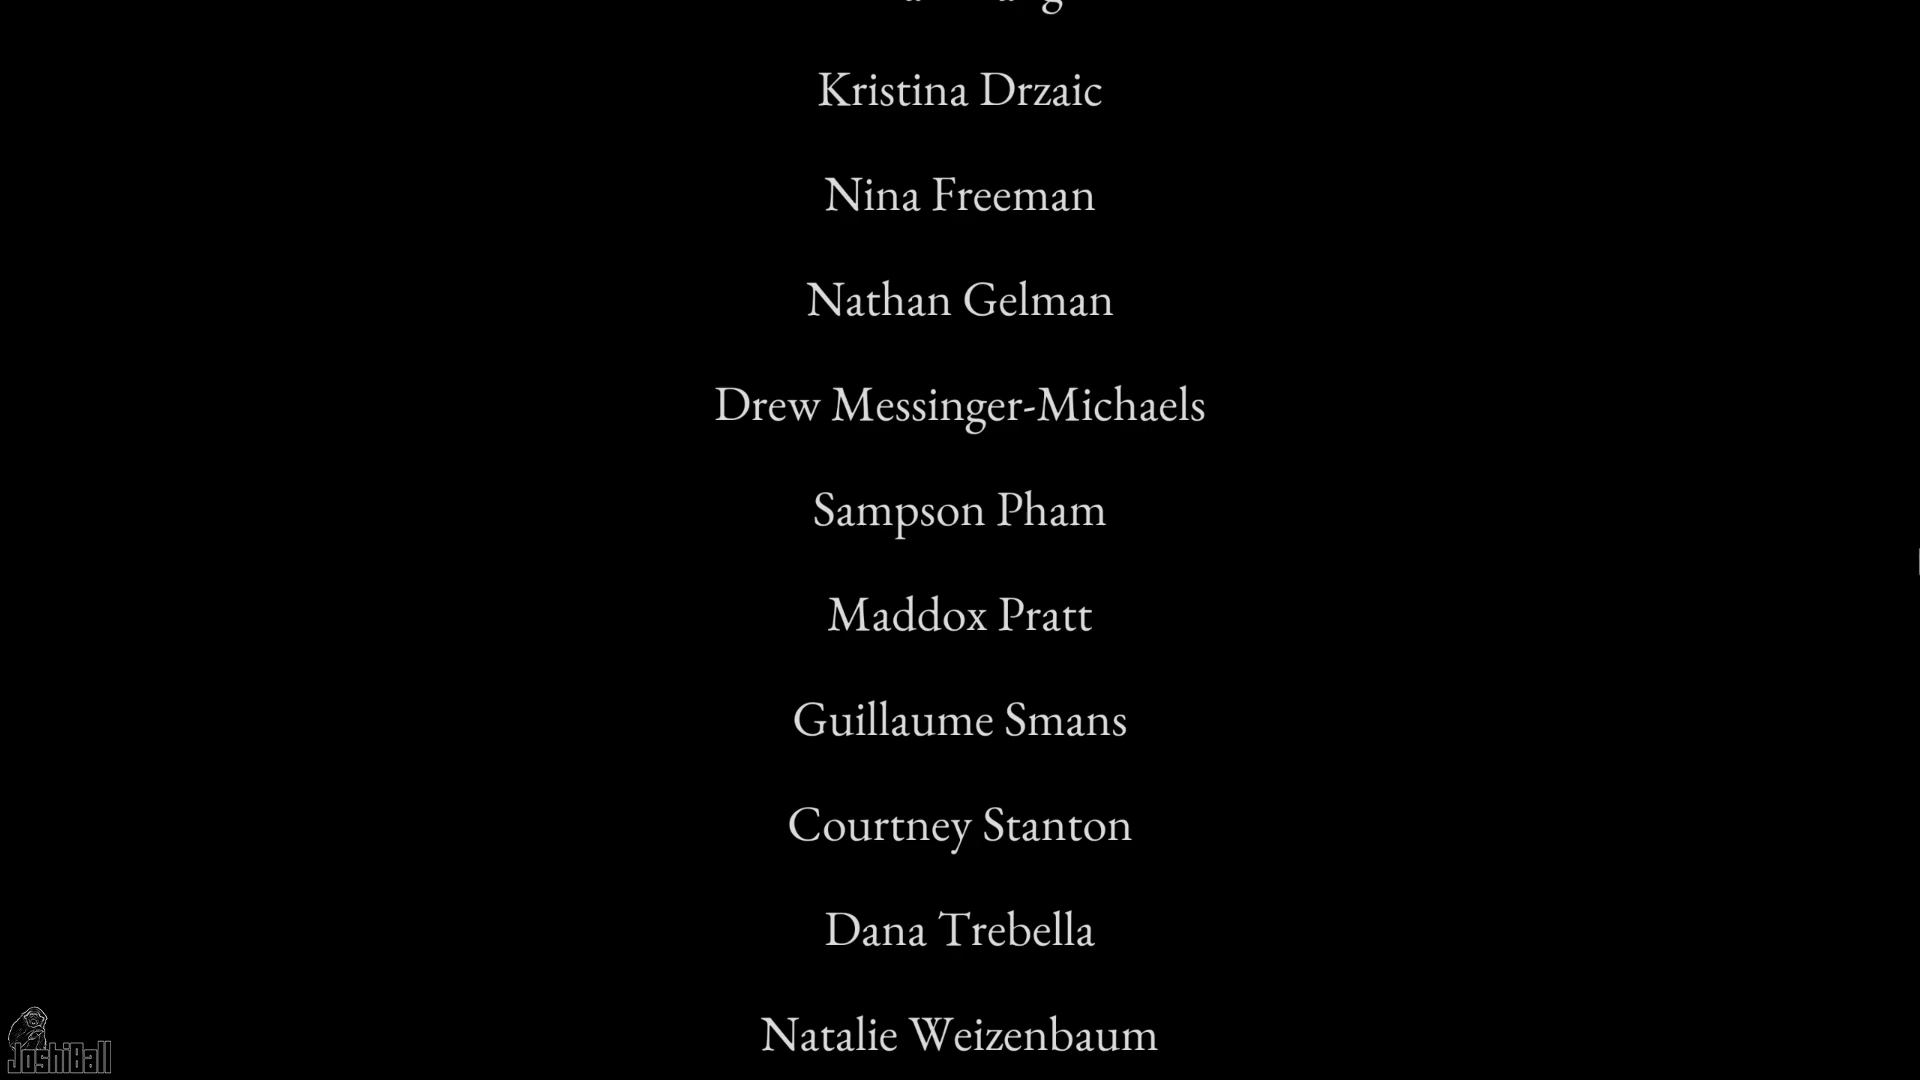 Kristina Drzaic
Nina Freeman
Nathan Gelman
Drew Messinger-Michaels
Sampson Pham
Maddox Pratt
Guillaume Smans
Courtney Stanton
Dana Trebella
Natalie Weizenbaum
JoshiBall